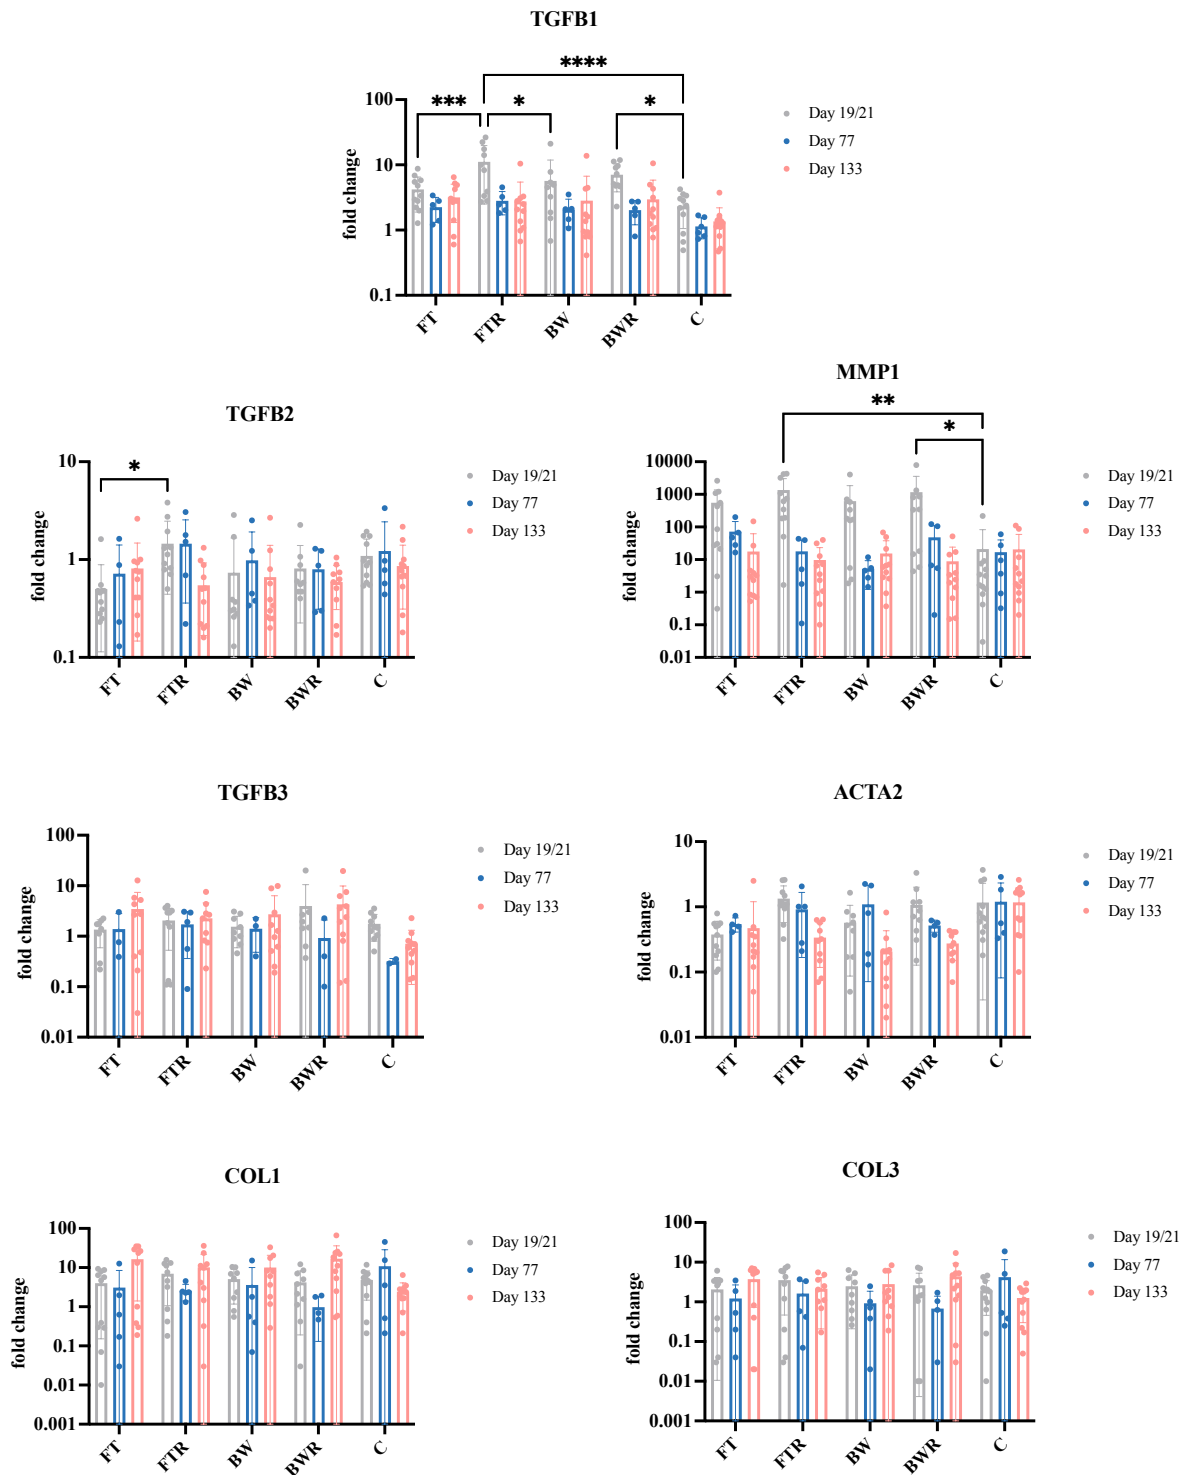 TGFB1
****
***
*
*
100
10
1
0.1
fold change
FT
FTR
BW
BWR
C
Day 19/21
Day 77
Day 133
TGFB2
*
10
1
0.1
fold change
FT
FTR
BW
BWR
C
Day 19/21
Day 77
Day 133
MMP1
**
*
10000
1000
100
10
1
0.1
0.01
fold change
FT
FTR
BW
BWR
C
Day 19/21
Day 77
Day 133
TGFB3
100
10
1
0.1
0.01
fold change
FT
FTR
BW
BWR
C
Day 19/21
Day 77
Day 133
ACTA2
10
1
0.1
0.01
fold change
FT
FTR
BW
BWR
C
Day 19/21
Day 77
Day 133
COL1
100
10
1
0.1
0.01
0.001
fold change
FT
FTR
BW
BWR
C
Day 19/21
Day 77
Day 133
COL3
100
10
1
0.1
0.01
0.001
fold change
FT
FTR
BW
BWR
C
Day 19/21
Day 77
Day 133